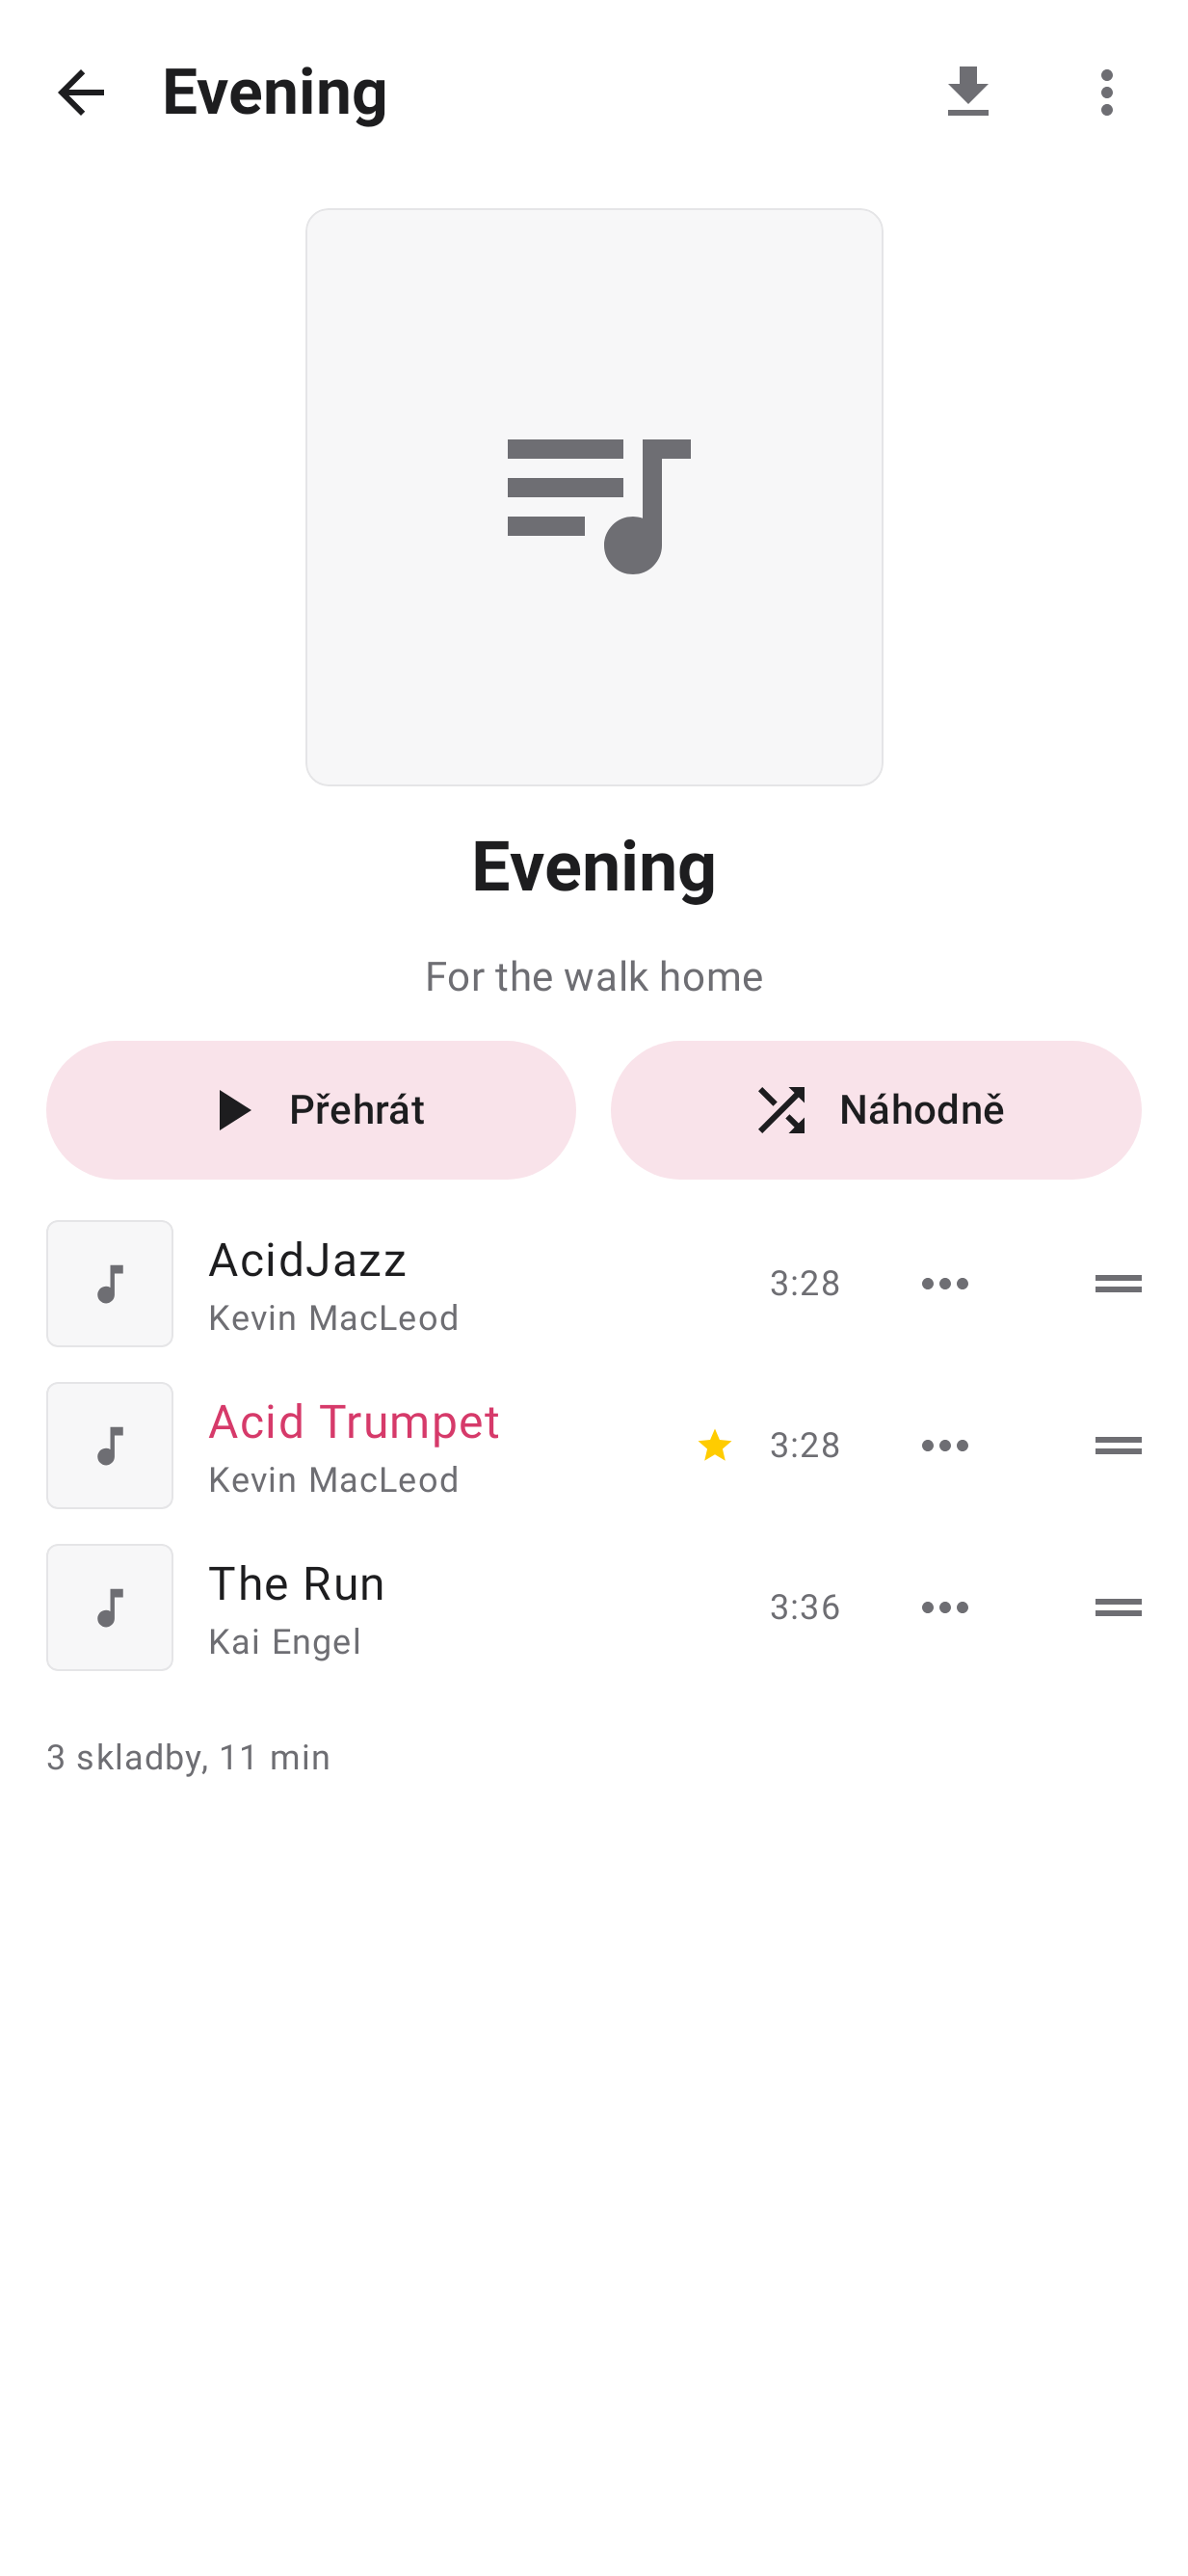 Evening
Evening
For the walk home
Přehrát
Náhodně
AcidJazz
Kevin MacLeod
3:28
Acid Trumpet
Kevin MacLeod
3:28
The Run
Kai Engel
3:36
3 skladby, 11 min